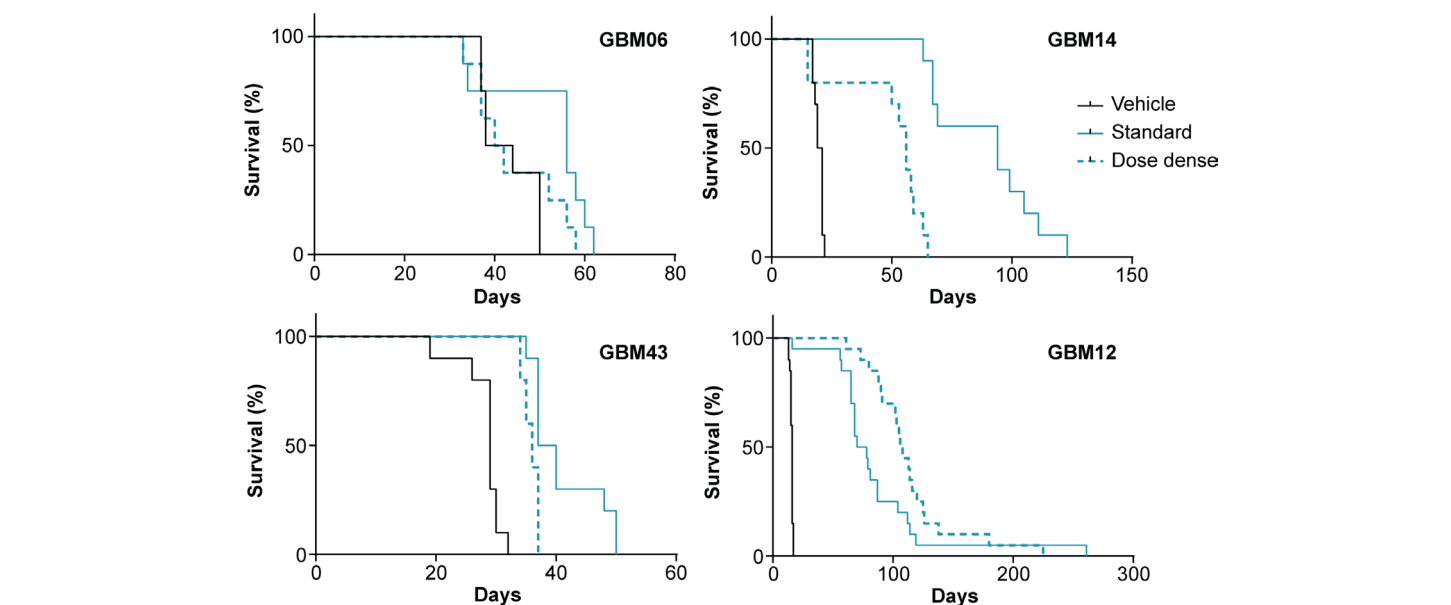 GBM06
100
50
0
Survival (%)
0 20 40 60 80
Days
GBM14
100
50
0
Survival (%)
0 50 100 150
Days
Vehicle
Standard
Dose dense
GBM43
100
50
0
Survival (%)
0 20 40 60
Days
GBM12
100
50
0
Survival (%)
0 100 200 300
Days